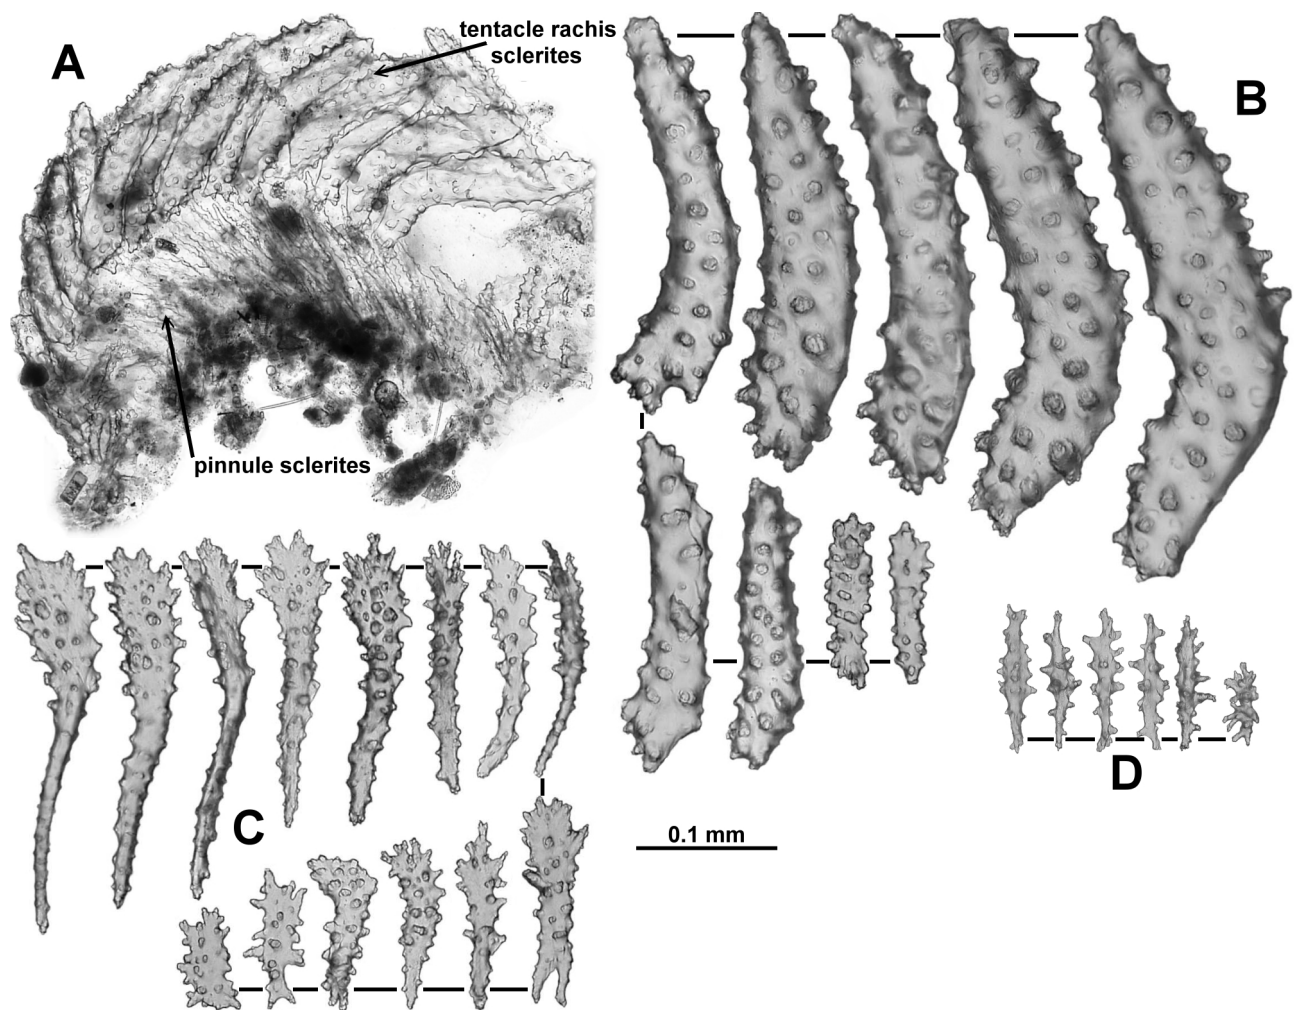 A
tentacle rachis
sclerites
B
pinnule sclerites
C
D
0.1 mm